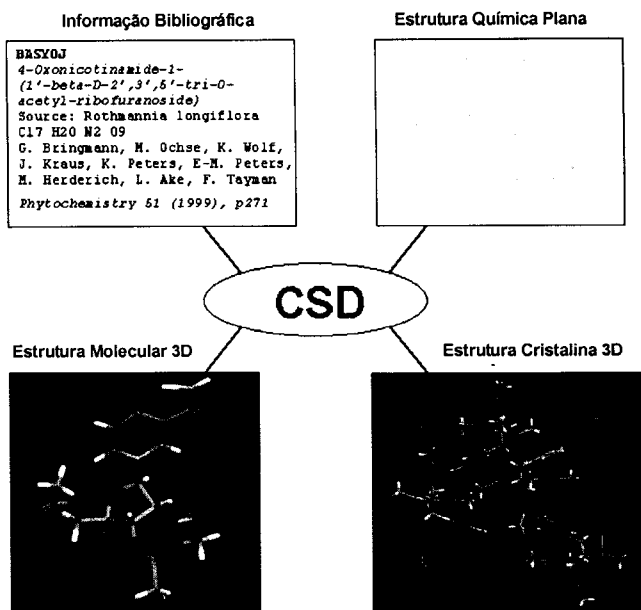 Informação Bibliográfica
Estrutura Química Plana
BASYOJ
4-Oxonicotinamide-1-
(1'-beta-D-2',3',5'-tri-O-
acetyl-ribofuranoside)
Source: Rothmannia longiflora
C17 H20 N2 O9
G. Bringmann, M. Ochse, K. Wolf,
J. Kraus, K. Peters, E-M. Peters,
M. Herderich, L. Ake, F. Tayman
Phytochemistry 51 (1999), p271
CSD
Estrutura Molecular 3D
Estrutura Cristalina 3D